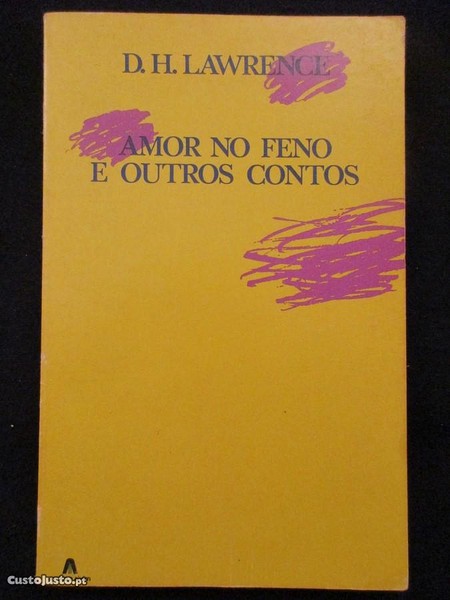 D. H. LAWRENCE
AMOR NO FENO
E OUTROS CONTOS
CustoJusto.pt